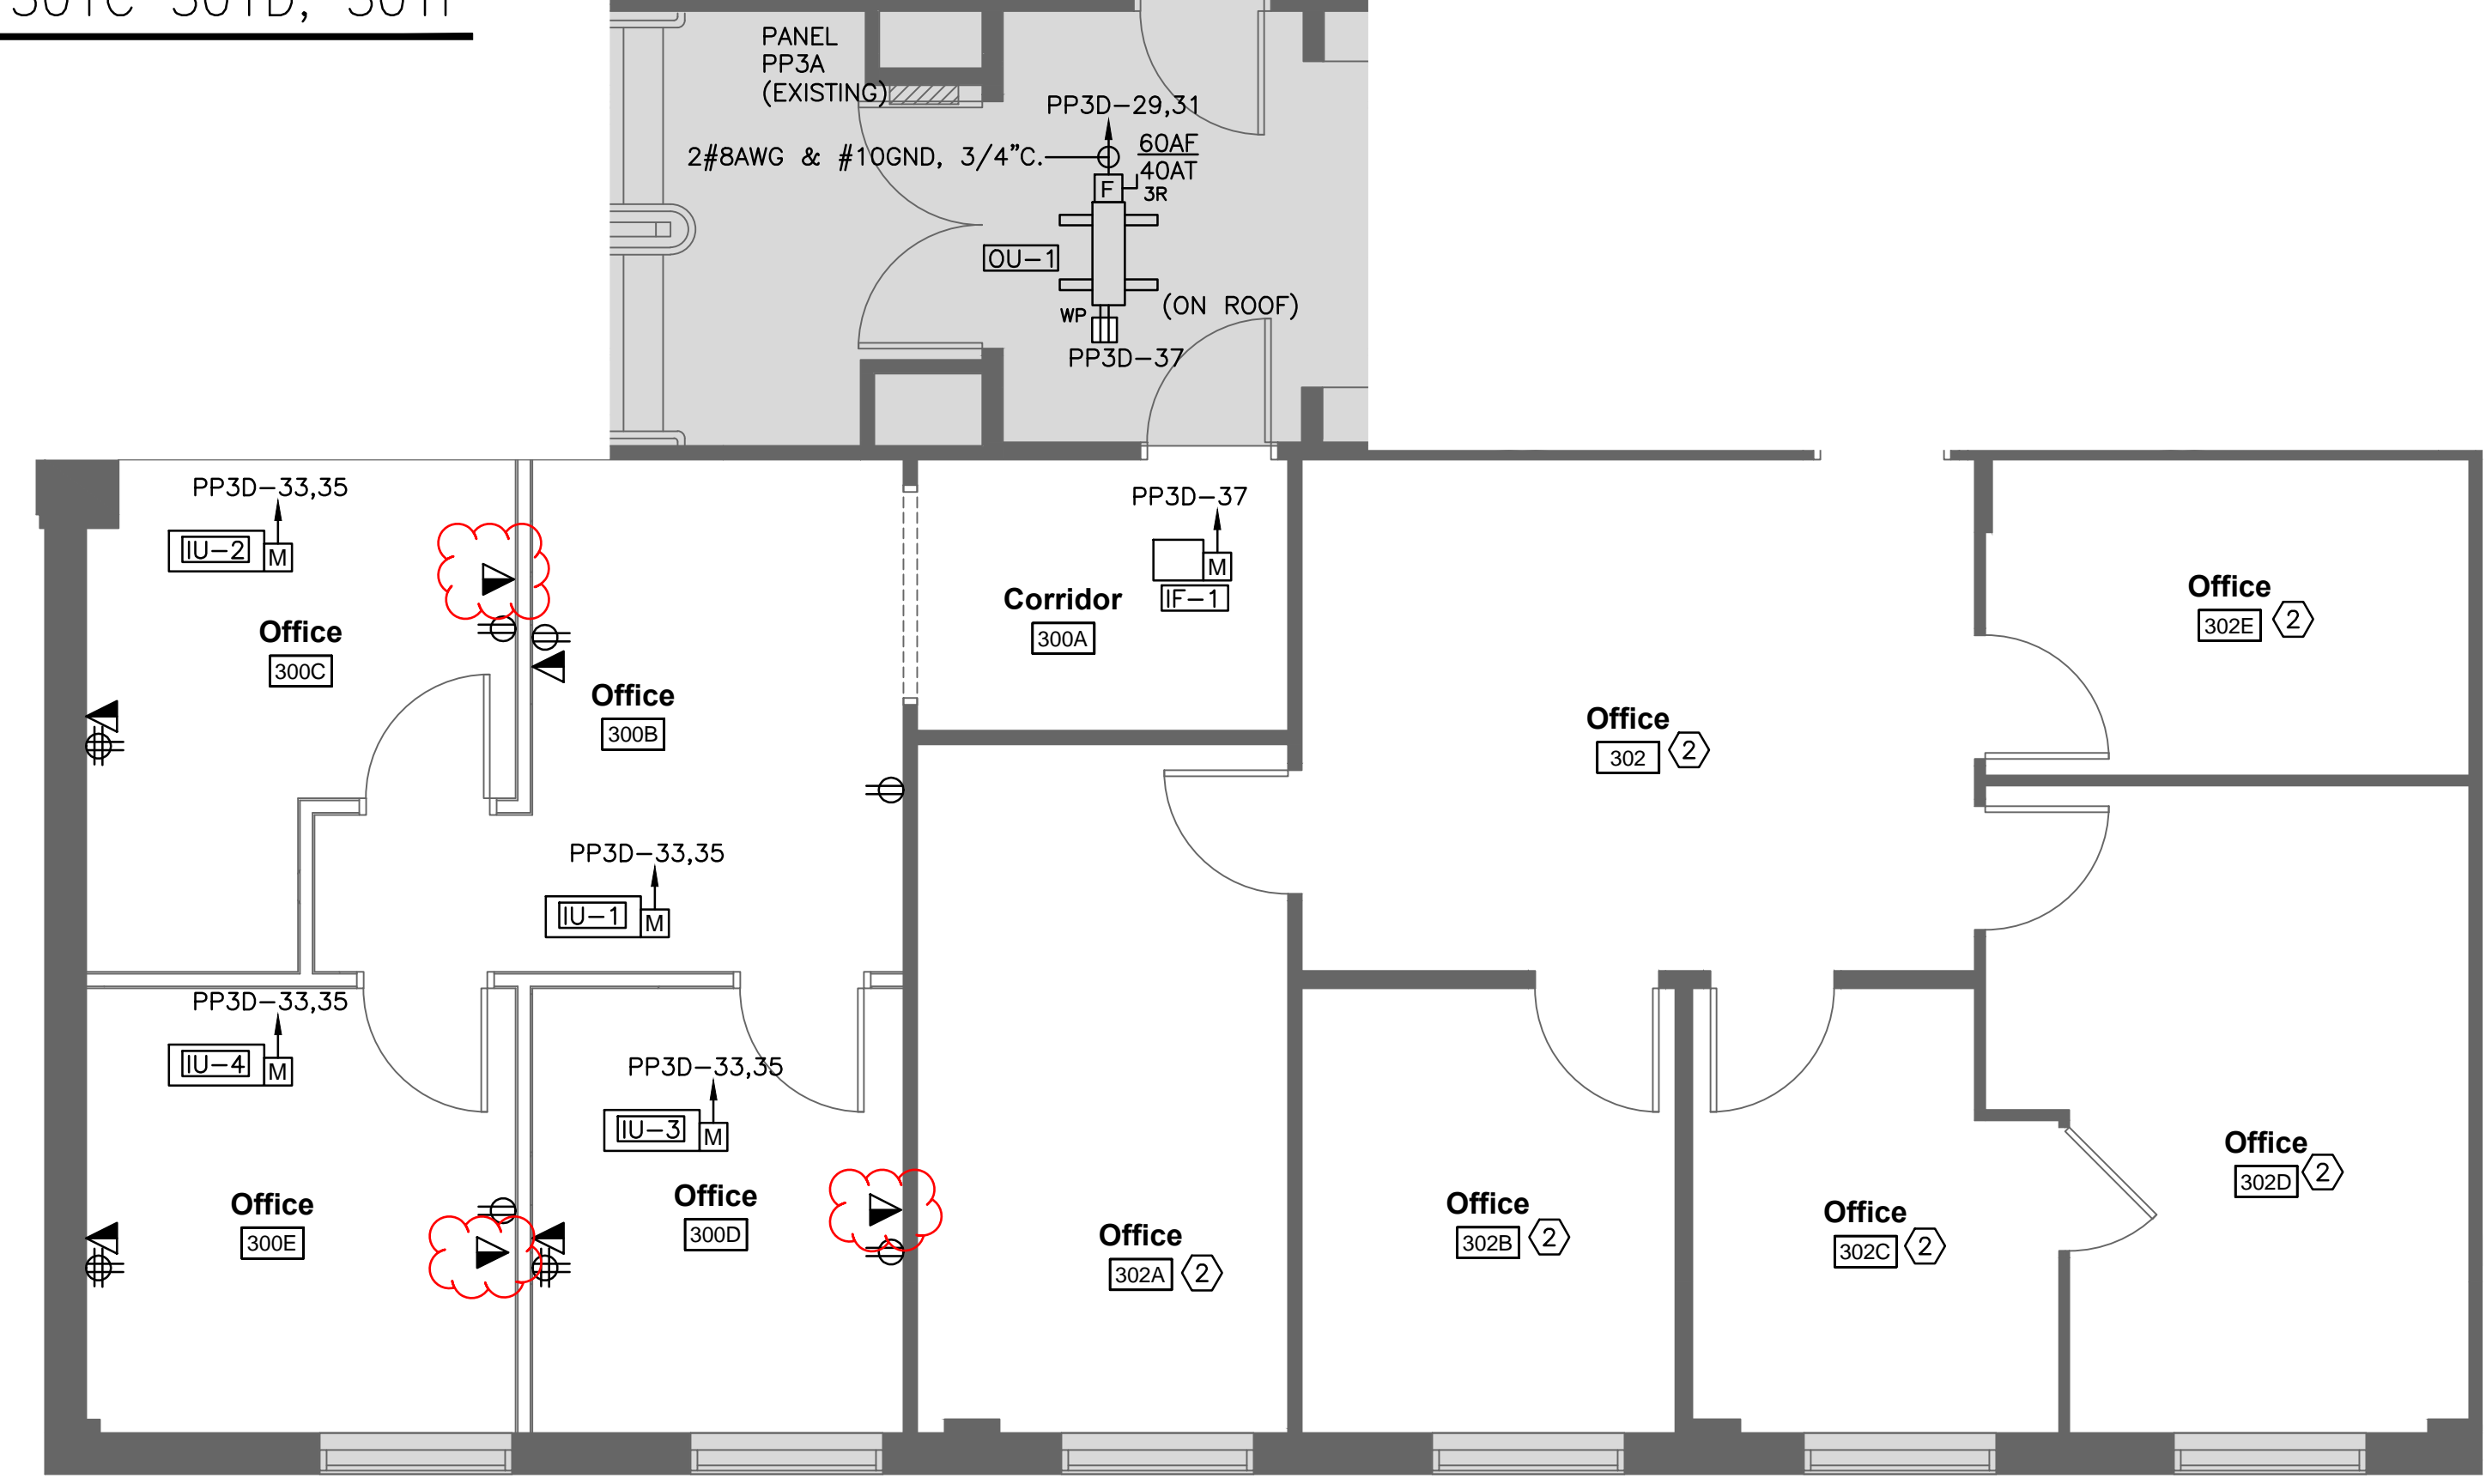 301C 301D, 301F
PANEL
PP3A
(EXISTING)
PP3D-29,31
2#8AWG & #10GND, 3/4"C.
60AF
40AT
F
3R
OU-1
(ON ROOF)
WP
PP3D-37
PP3D-33,35
IU-2
M
PP3D-37
M
IF-1
Corridor
300A
Office
300C
Office
300B
Office
302E
2
Office
302
2
PP3D-33,35
IU-1
M
PP3D-33,35
IU-4
M
PP3D-33,35
IU-3
M
Office
300E
Office
300D
Office
302A
2
Office
302B
2
Office
302C
2
Office
302D
2